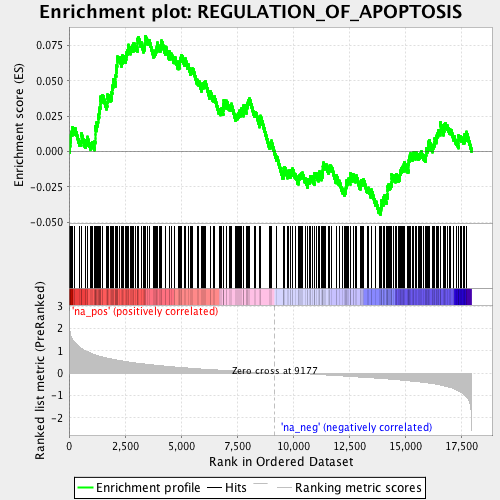 Enrichment plot: REGULATION_OF_APOPTOSIS
Enrichment score (ES)
0.075
0.050
0.025
0.000
-0.025
-0.050
'na_pos' (positively correlated)
Ranked list metric (PreRanked)
3
2
1
0
-1
-2
Zero cross at 9177
'na_neg' (negatively correlated)
0
2,500
5,000
7,500
10,000
12,500
15,000
17,500
Rank in Ordered Dataset
Enrichment profile
Hits
Ranking metric scores